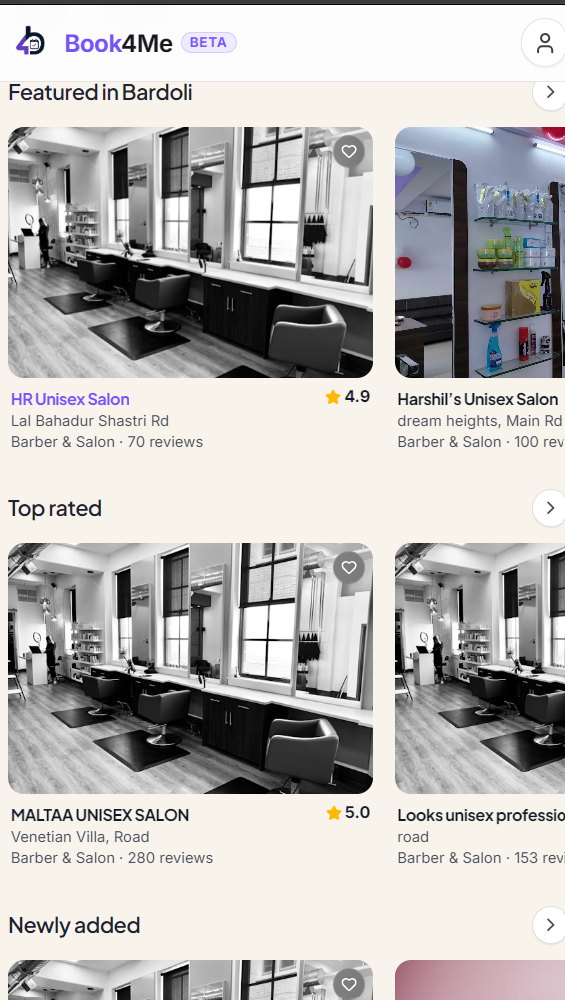 Book4Me BETA
Featured in Bardoli
HR Unisex Salon 4.9
Lal Bahadur Shastri Rd
Barber & Salon · 70 reviews
Harshil's Unisex Salon
dream heights, Main Rd
Barber & Salon · 100 rev
Top rated
MALTAA UNISEX SALON 5.0
Venetian Villa, Road
Barber & Salon · 280 reviews
Looks unisex professio
road
Barber & Salon · 153 revi
Newly added